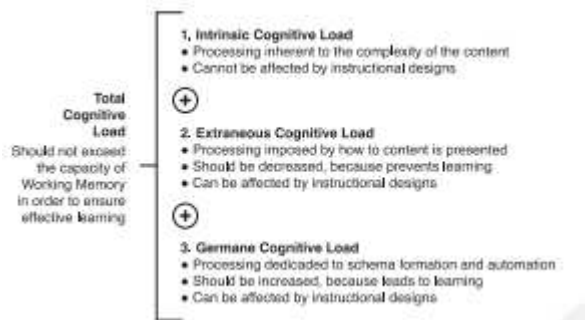 1, Intrinsic Cognitive Load
• Processing inherent to the complexity of the content
• Cannot be affected by instructional designs
+
Total
Cognitive
Load
Should not exceed
the capacity of
Working Memory
in order to ensure
effective learning
2. Extraneous Cognitive Load
• Processing imposed by how to content is presented
• Should be decreased, because prevents learning
• Can be affected by instructional designs
+
3. Germane Cognitive Load
• Processing dedicaded to schema formation and automation
• Should be increased, because leads to learning
• Can be affected by instructional designs